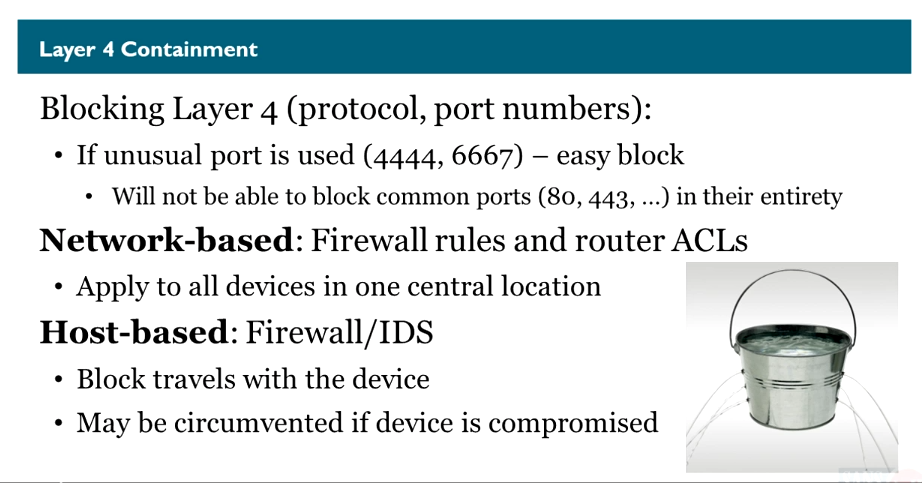 Layer 4 Containment
Blocking Layer 4 (protocol, port numbers):
• If unusual port is used (4444, 6667) – easy block
• Will not be able to block common ports (80, 443, ...) in their entirety
Network-based: Firewall rules and router ACLs
• Apply to all devices in one central location
Host-based: Firewall/IDS
• Block travels with the device
• May be circumvented if device is compromised